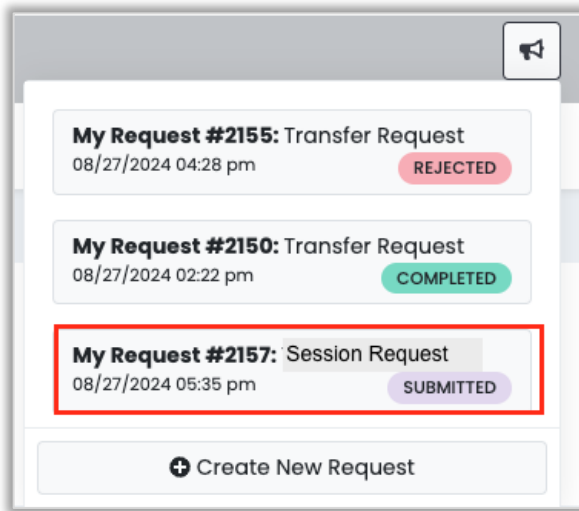 My Request #2155: Transfer Request
08/27/2024 04:28 pm
REJECTED
My Request #2150: Transfer Request
08/27/2024 02:22 pm
COMPLETED
My Request #2157: Session Request
08/27/2024 05:35 pm
SUBMITTED
Create New Request